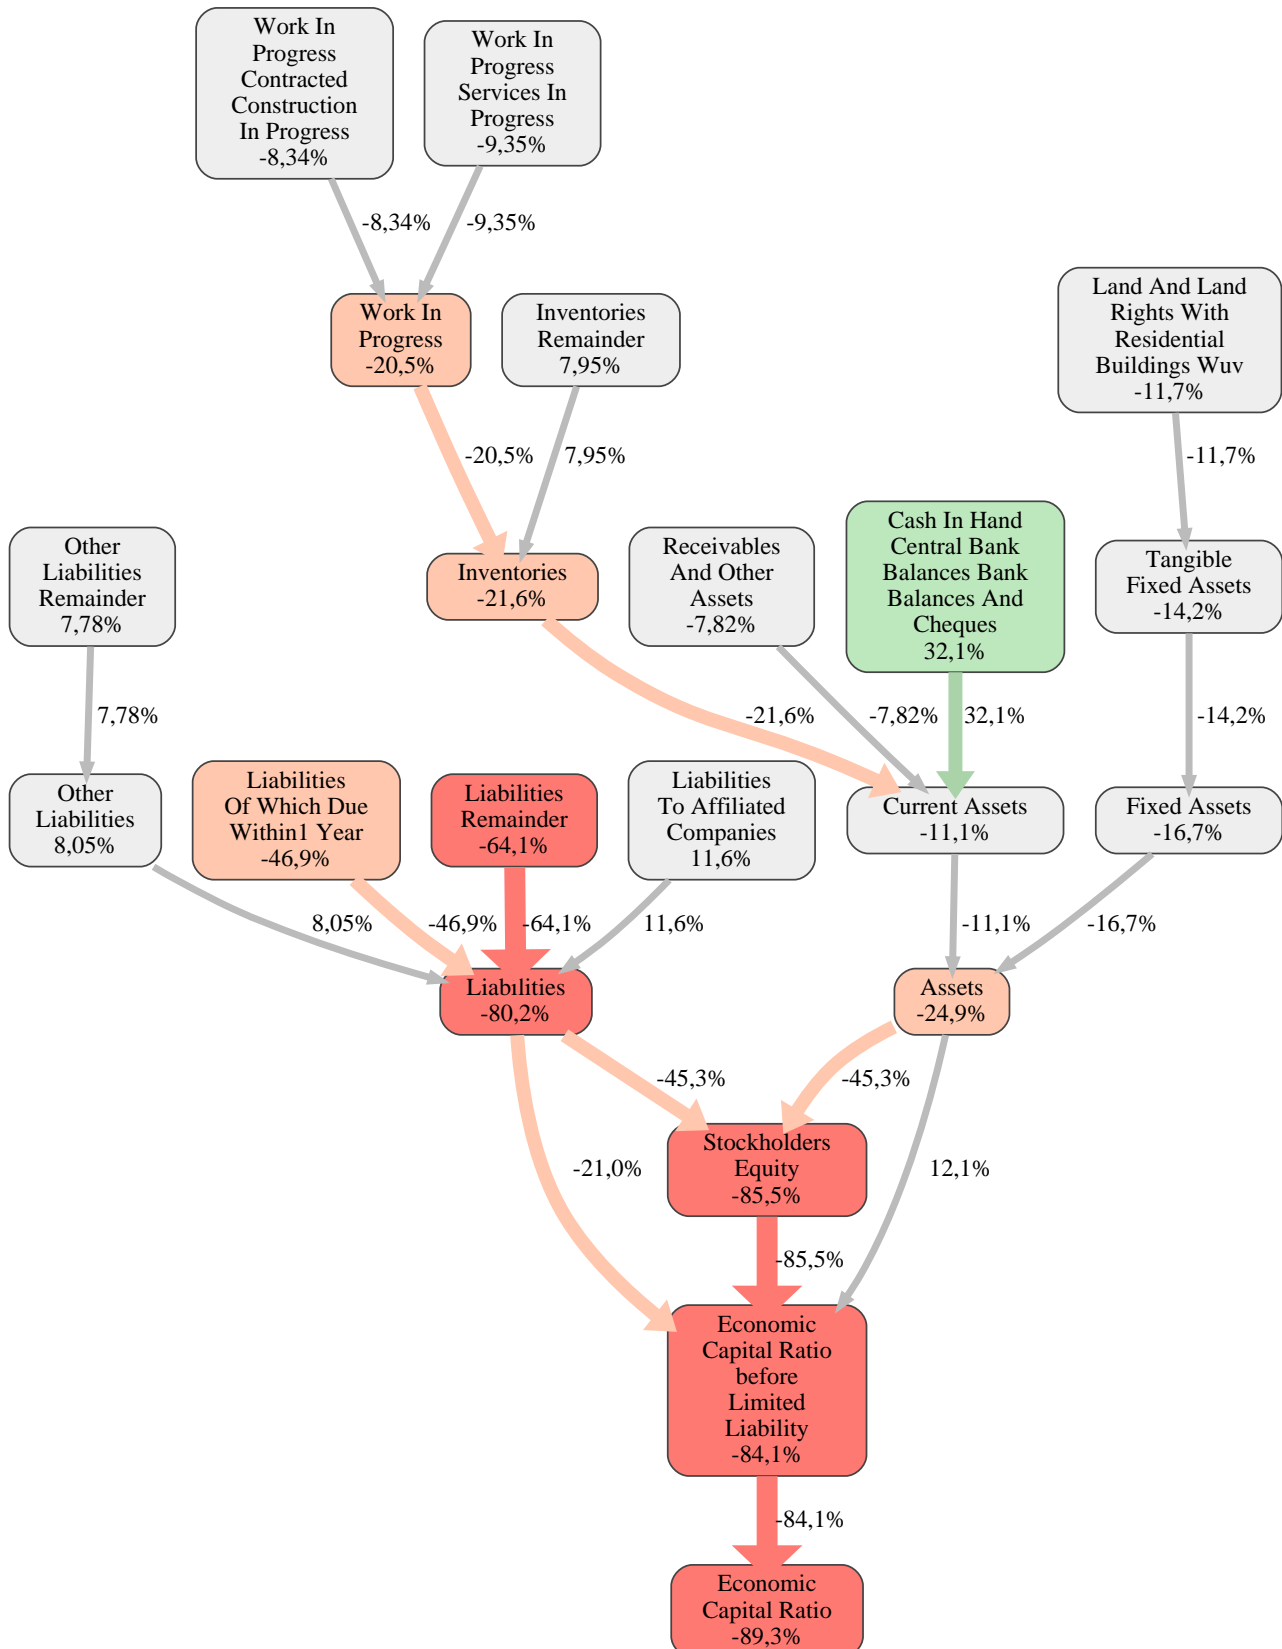 Work In
Progress
Contracted
Construction
In Progress
-8,34%
Work In
Progress
Services In
Progress
-9,35%
-8,34%
-9,35%
Work In
Progress
-20,5%
Inventories
Remainder
7,95%
Land And Land
Rights With
Residential
Buildings Wuv
-11,7%
-20,5%
7,95%
-11,7%
Other
Liabilities
Remainder
7,78%
Inventories
-21,6%
Receivables
And Other
Assets
-7,82%
Cash In Hand
Central Bank
Balances Bank
Balances And
Cheques
32,1%
Tangible
Fixed Assets
-14,2%
7,78%
-21,6%
-7,82%
32,1%
-14,2%
Other
Liabilities
8,05%
Liabilities
Of Which Due
Within1 Year
-46,9%
Liabilities
Remainder
-64,1%
Liabilities
To Affiliated
Companies
11,6%
Current Assets
-11,1%
Fixed Assets
-16,7%
8,05%
-46,9%
-64,1%
11,6%
-11,1%
-16,7%
Liabilities
-80,2%
Assets
-24,9%
-45,3%
-45,3%
Stockholders
Equity
-85,5%
-21,0%
12,1%
-85,5%
Economic
Capital Ratio
before
Limited
Liability
-84,1%
-84,1%
Economic
Capital Ratio
-89,3%